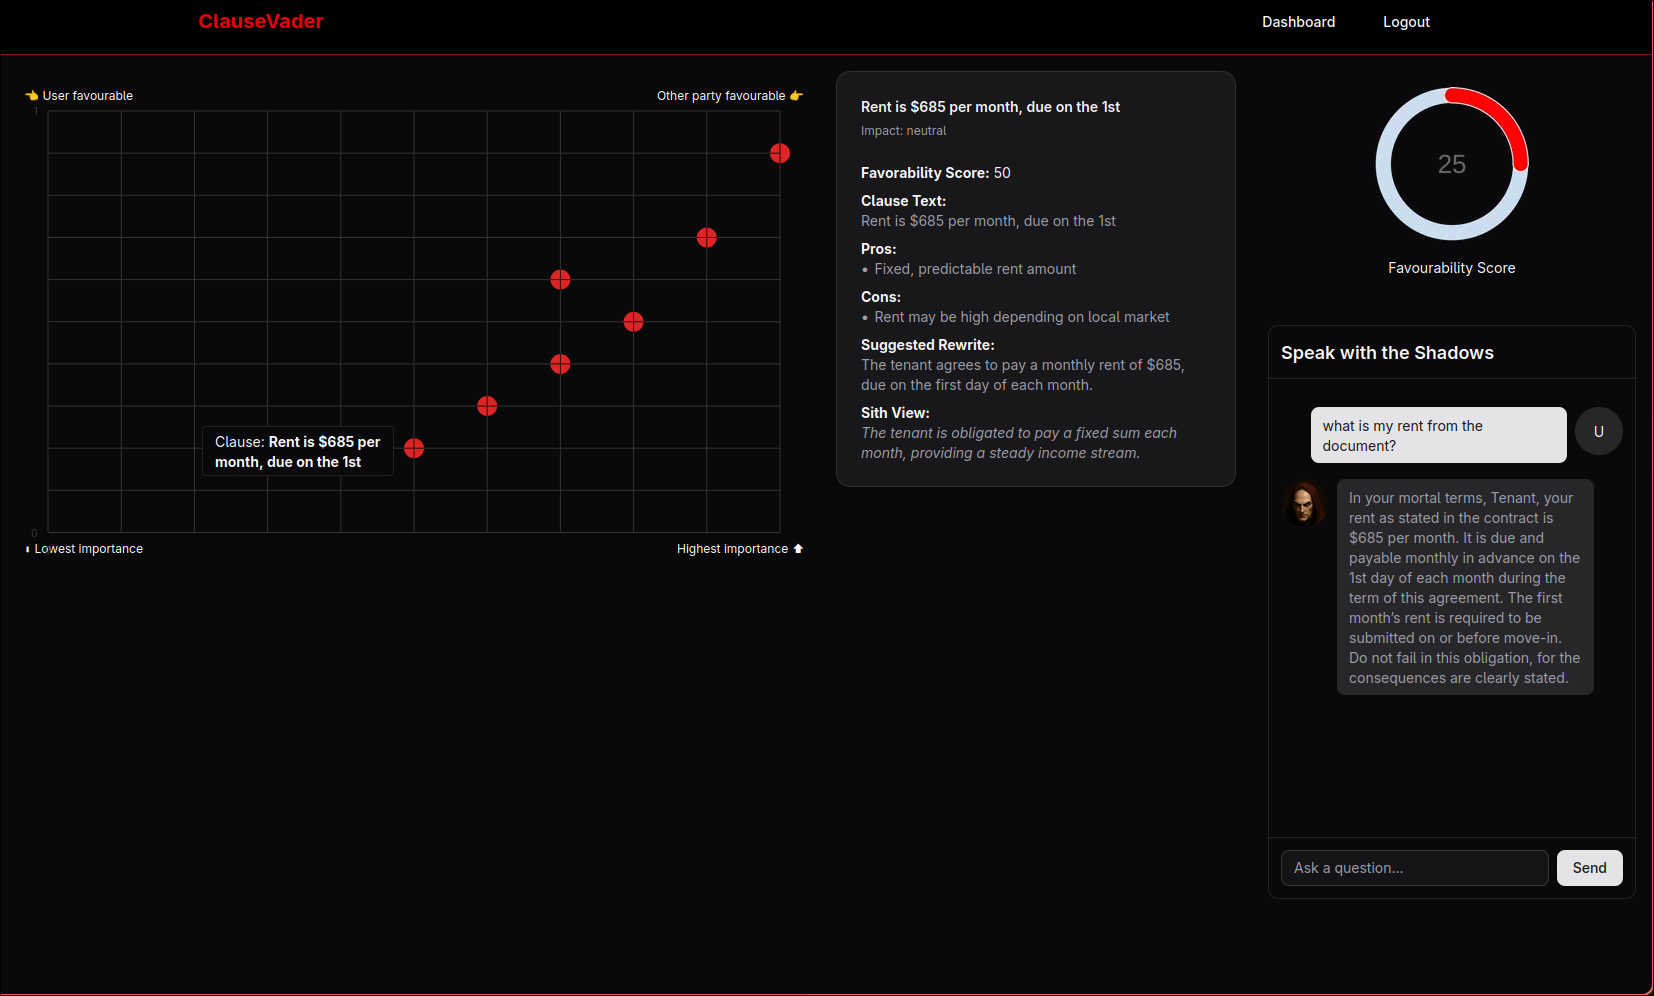 ClauseVader
Dashboard
Logout
👈 User favourable
Other party favourable 👉
1
0
⬇ Lowest importance
Highest importance ⬆
Clause: Rent is $685 per
month, due on the 1st
Rent is $685 per month, due on the 1st
Impact: neutral
Favorability Score: 50
Clause Text:
Rent is $685 per month, due on the 1st
Pros:
• Fixed, predictable rent amount
Cons:
• Rent may be high depending on local market
Suggested Rewrite:
The tenant agrees to pay a monthly rent of $685,
due on the first day of each month.
Sith View:
The tenant is obligated to pay a fixed sum each
month, providing a steady income stream.
25
Favourability Score
Speak with the Shadows
what is my rent from the
document?
U
In your mortal terms, Tenant, your
rent as stated in the contract is
$685 per month. It is due and
payable monthly in advance on the
1st day of each month during the
term of this agreement. The first
month's rent is required to be
submitted on or before move-in.
Do not fail in this obligation, for the
consequences are clearly stated.
Ask a question...
Send